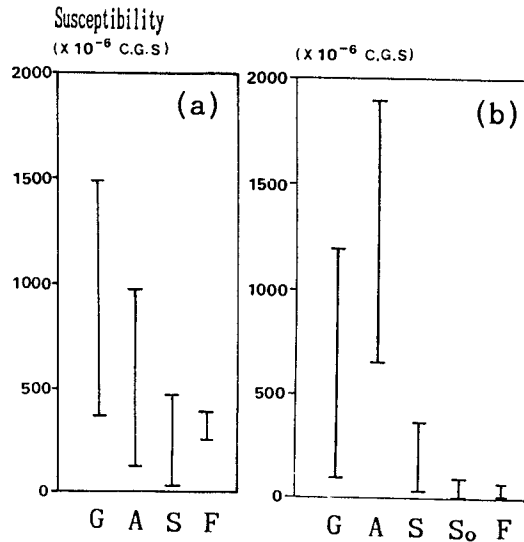 Susceptibility
(X 10⁻⁶ C.G.S)
2000
1500
1000
500
0
(a)
G A S F
(X 10⁻⁶ C.G.S)
2000
1500
1000
500
0
(b)
G A S So F